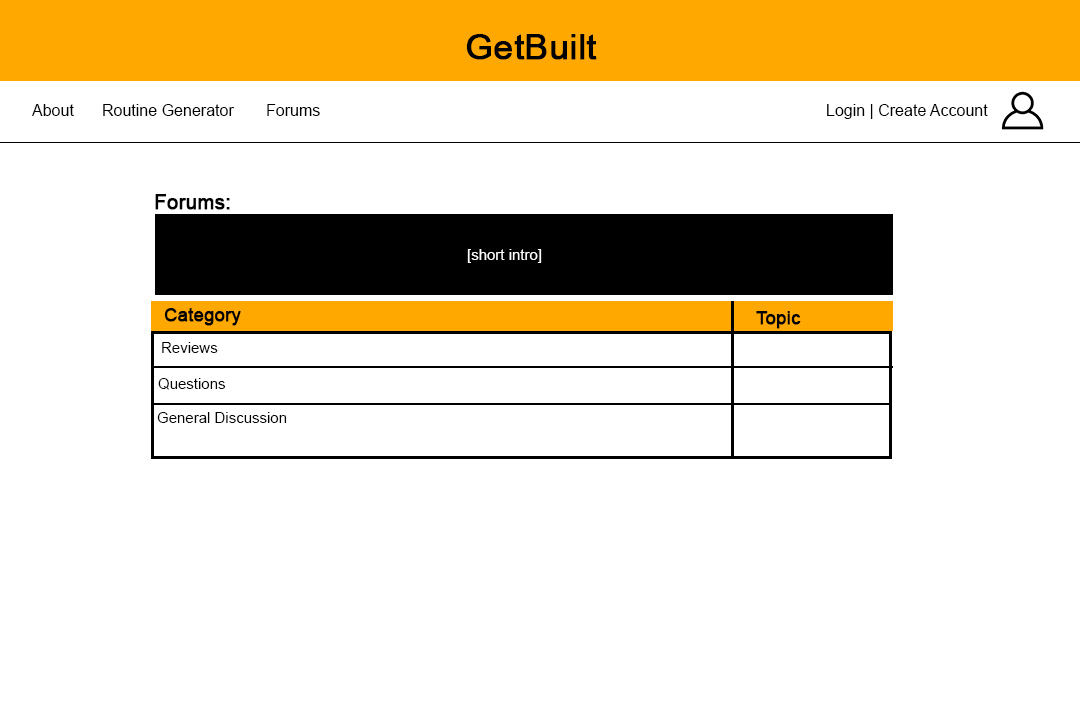 GetBuilt
About Routine Generator Forums Login | Create Account
Forums:
[short intro]
Category Topic
Reviews
Questions
General Discussion